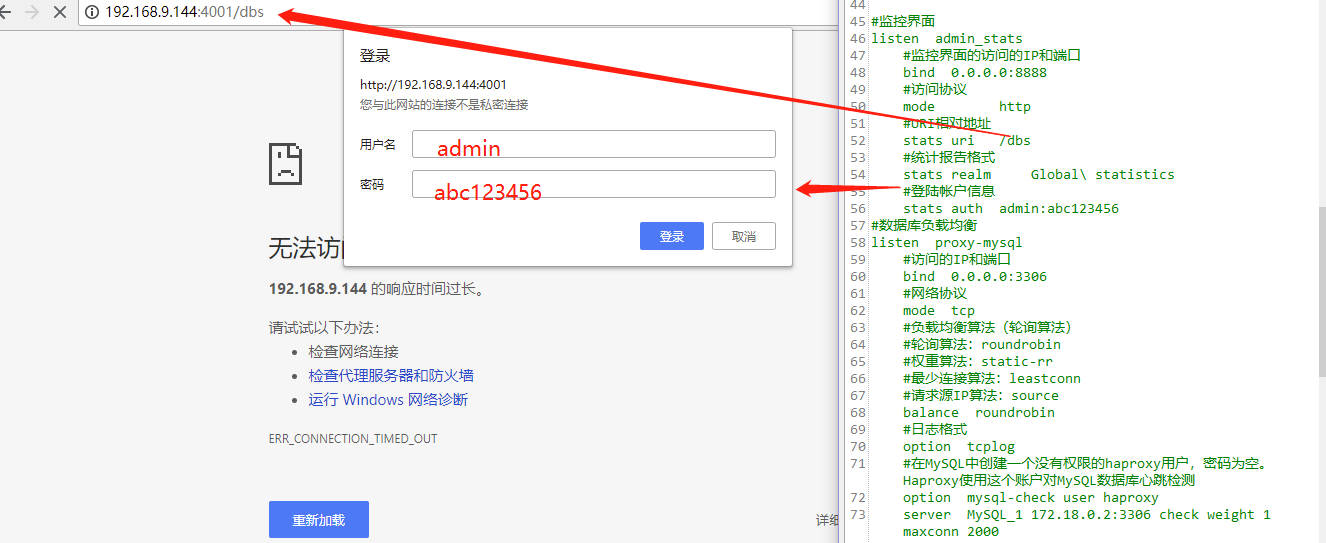 192.168.9.144:4001/dbs
登录
http://192.168.9.144:4001
您与此网站的连接不是私密连接
用户名
admin
密码
abc123456
登录
取消
无法访
192.168.9.144 的响应时间过长。
请试试以下办法：
检查网络连接
检查代理服务器和防火墙
运行 Windows 网络诊断
ERR_CONNECTION_TIMED_OUT
重新加载
详细
44
45 #监控界面
46 listen admin_stats
47 #监控界面的访问的IP和端口
48 bind 0.0.0.0:8888
49 #访问协议
50 mode http
51 #URI相对地址
52 stats uri /dbs
53 #统计报告格式
54 stats realm Global\ statistics
55 #登陆帐户信息
56 stats auth admin:abc123456
57 #数据库负载均衡
58 listen proxy-mysql
59 #访问的IP和端口
60 bind 0.0.0.0:3306
61 #网络协议
62 mode tcp
63 #负载均衡算法（轮询算法）
64 #轮询算法：roundrobin
65 #权重算法：static-rr
66 #最少连接算法：leastconn
67 #请求源IP算法：source
68 balance roundrobin
69 #日志格式
70 option tcplog
71 #在MySQL中创建一个没有权限的haproxy用户，密码为空。
Haproxy使用这个账户对MySQL数据库心跳检测
72 option mysql-check user haproxy
73 server MySQL_1 172.18.0.2:3306 check weight 1
maxconn 2000